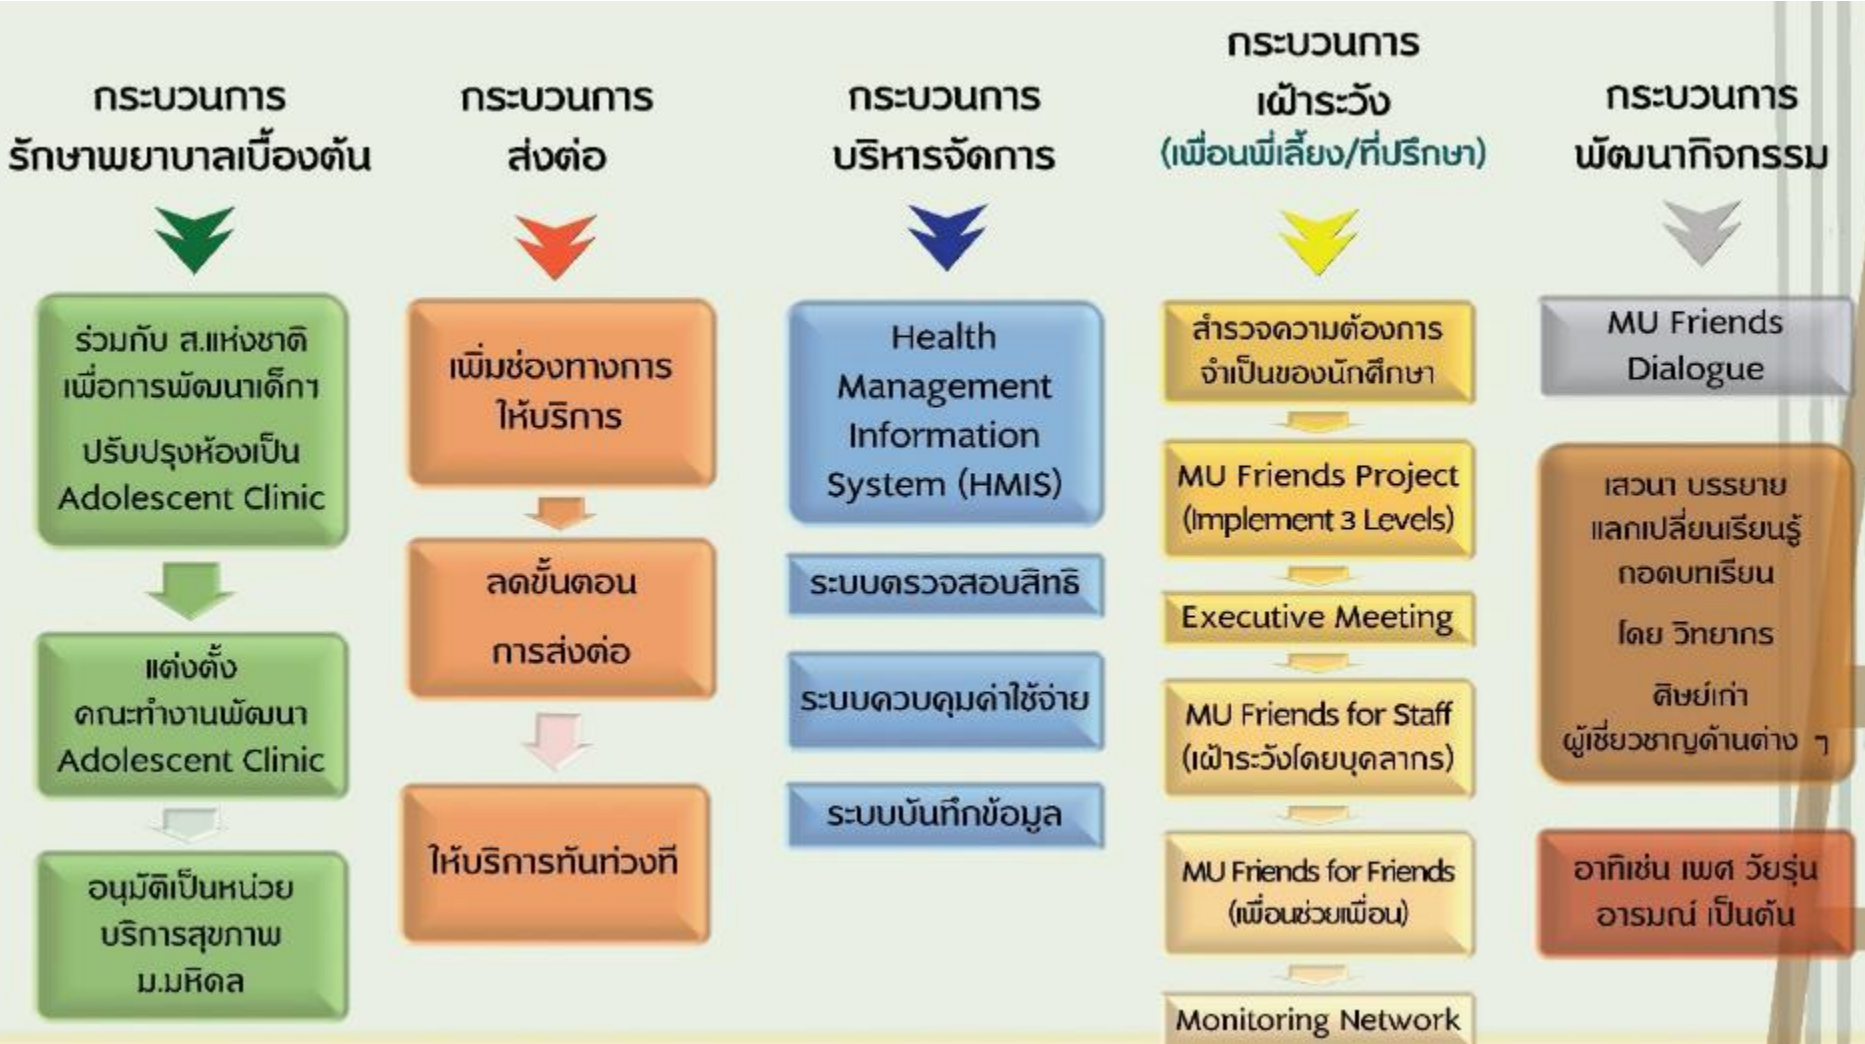 กระบวนการ
รักษาพยาบาลเบื้องต้น
ร่วมกับ ส.แห่งชาติ
เพื่อการพัฒนาเด็กฯ
ปรับปรุงห้องเป็น
Adolescent Clinic
แต่งตั้ง
คณะทำงานพัฒนา
Adolescent Clinic
อนุมัติเป็นหน่วย
บริการสุขภาพ
ม.มหิดล
กระบวนการ
ส่งต่อ
เพิ่มช่องทางการ
ให้บริการ
ลดขั้นตอน
การส่งต่อ
ให้บริการทันท่วงที
กระบวนการ
บริหารจัดการ
Health
Management
Information
System (HMIS)
ระบบตรวจสอบสิทธิ
ระบบควบคุมค่าใช้จ่าย
ระบบบันทึกข้อมูล
กระบวนการ
เฝ้าระวัง
(เพื่อนพี่เลี้ยง/ที่ปรึกษา)
สำรวจความต้องการ
จำเป็นของนักศึกษา
MU Friends Project
(Implement 3 Levels)
Executive Meeting
MU Friends for Staff
(เฝ้าระวังโดยบุคลากร)
MU Friends for Friends
(เพื่อนช่วยเพื่อน)
Monitoring Network
กระบวนการ
พัฒนากิจกรรม
MU Friends
Dialogue
เสวนา บรรยาย
แลกเปลี่ยนเรียนรู้
ถอดบทเรียน
โดย วิทยากร
ศิษย์เก่า
ผู้เชี่ยวชาญด้านต่าง ๆ
อาทิเช่น เพศ วัยรุ่น
อารมณ์ เป็นต้น